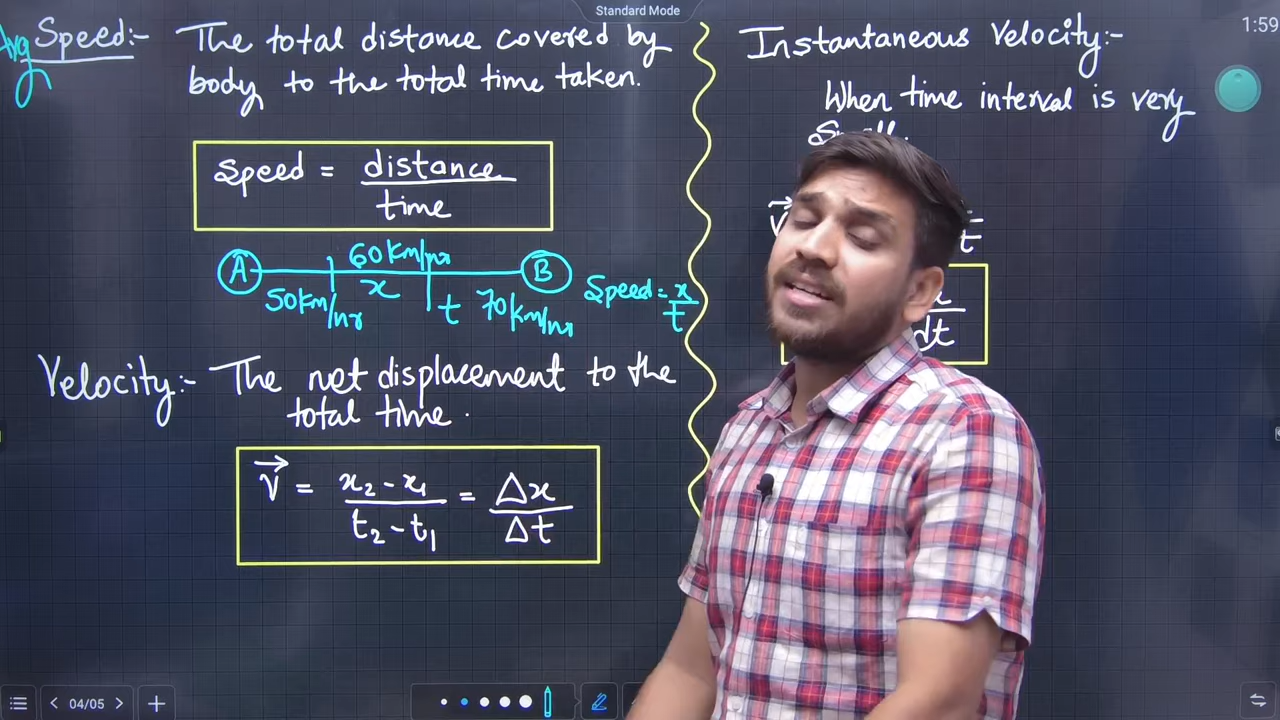 Standard Mode
1:59
Avg Speed:- The total distance covered by
body to the total time taken.
Speed = distance
time
A 60km/hr B
50km/hr x t 70km/hr
Speed = x
t
Velocity:- The net displacement to the
total time.
v = x2 - x1 = Δx
t2 - t1 Δt
Instantaneous Velocity:-
When time interval is very
t
dt
04/05